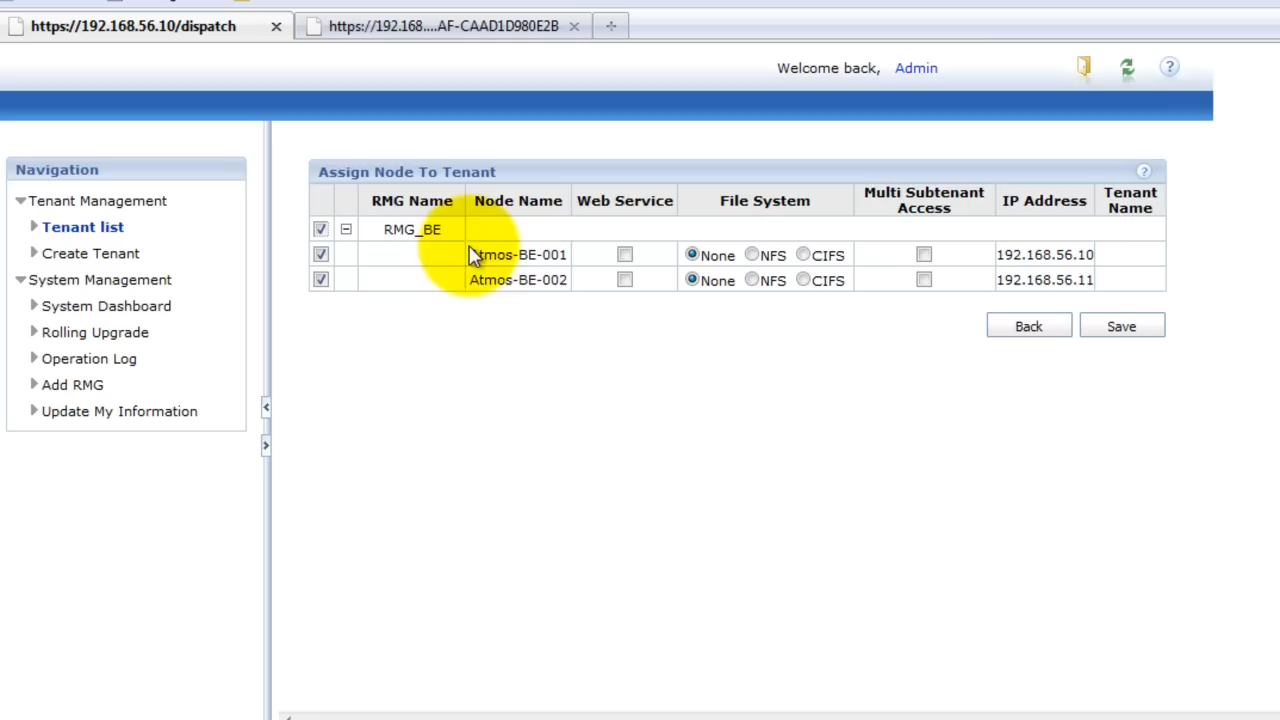 https://192.168.56.10/dispatch
https://192.168....AF-CAAD1D980E2B
Welcome back, Admin
Navigation
Tenant Management
Tenant list
Create Tenant
System Management
System Dashboard
Rolling Upgrade
Operation Log
Add RMG
Update My Information
Assign Node To Tenant
RMG Name Node Name Web Service File System Multi Subtenant Access IP Address Tenant Name
RMG_BE
Atmos-BE-001 None NFS CIFS 192.168.56.10
Atmos-BE-002 None NFS CIFS 192.168.56.11
Back Save